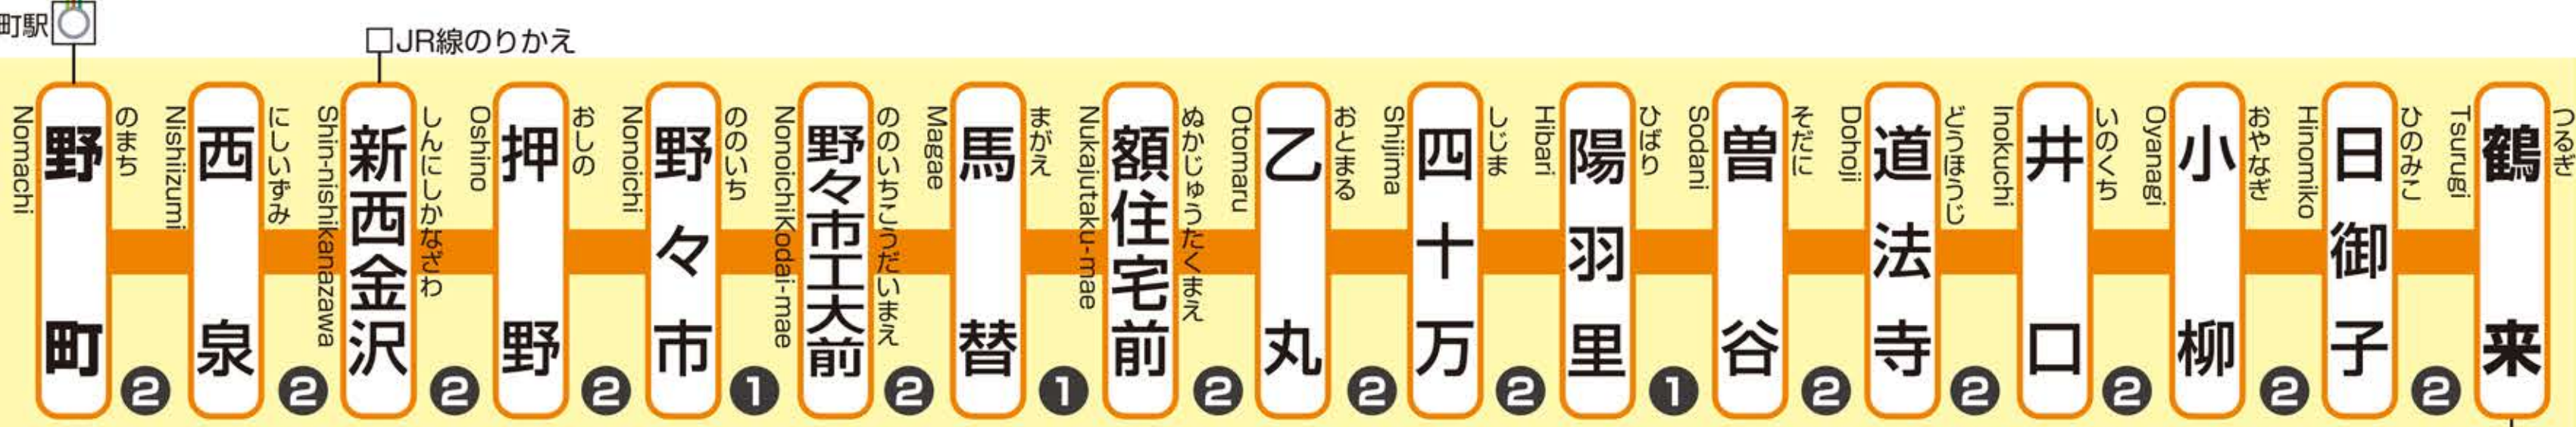 町駅
□JR線のりかえ
Nomachi
野町
のまち
2
Nishiizumi
西泉
にしいずみ
2
Shin-nishikanazawa
新西金沢
しんにしかなざわ
2
Oshino
押野
おしの
2
Nonoichi
野々市
ののいち
1
NonoichiKodai-mae
野々市工大前
ののいちこうだいまえ
2
Magae
馬替
まがえ
1
Nukajutaku-mae
額住宅前
ぬかじゅうたくまえ
2
Otomaru
乙丸
おとまる
2
Shijima
四十万
しじま
2
Hibari
陽羽里
ひばり
1
Sodani
曽谷
そだに
2
Dohoji
道法寺
どうほうじ
2
Inokuchi
井口
いのくち
2
Oyanagi
小柳
おやなぎ
2
Hinomiko
日御子
ひのみこ
2
Tsurugi
鶴来
つるぎ